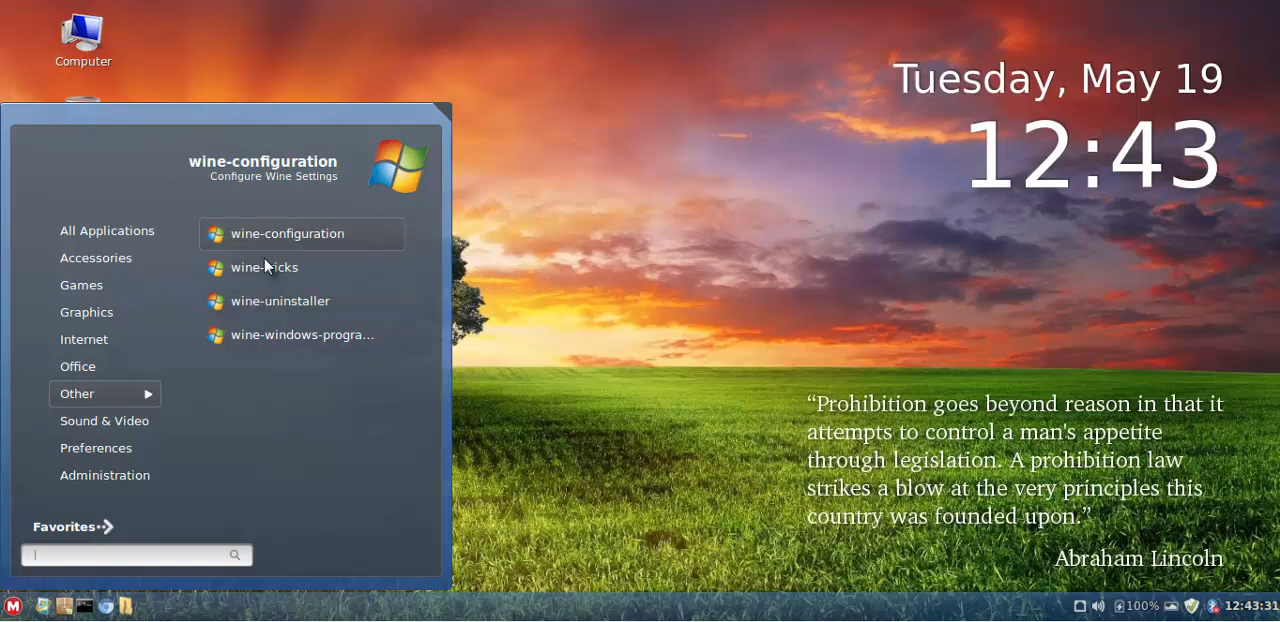 Computer
Tuesday, May 19
12:43
wine-configuration
Configure Wine Settings
All Applications
Accessories
Games
Graphics
Internet
Office
Other
Sound & Video
Preferences
Administration
wine-configuration
wine-uninstaller
wine-windows-progra...
Favorites
“Prohibition goes beyond reason in that it
attempts to control a man's appetite
through legislation. A prohibition law
strikes a blow at the very principles this
country was founded upon.”
Abraham Lincoln
M
100%
12:43:31